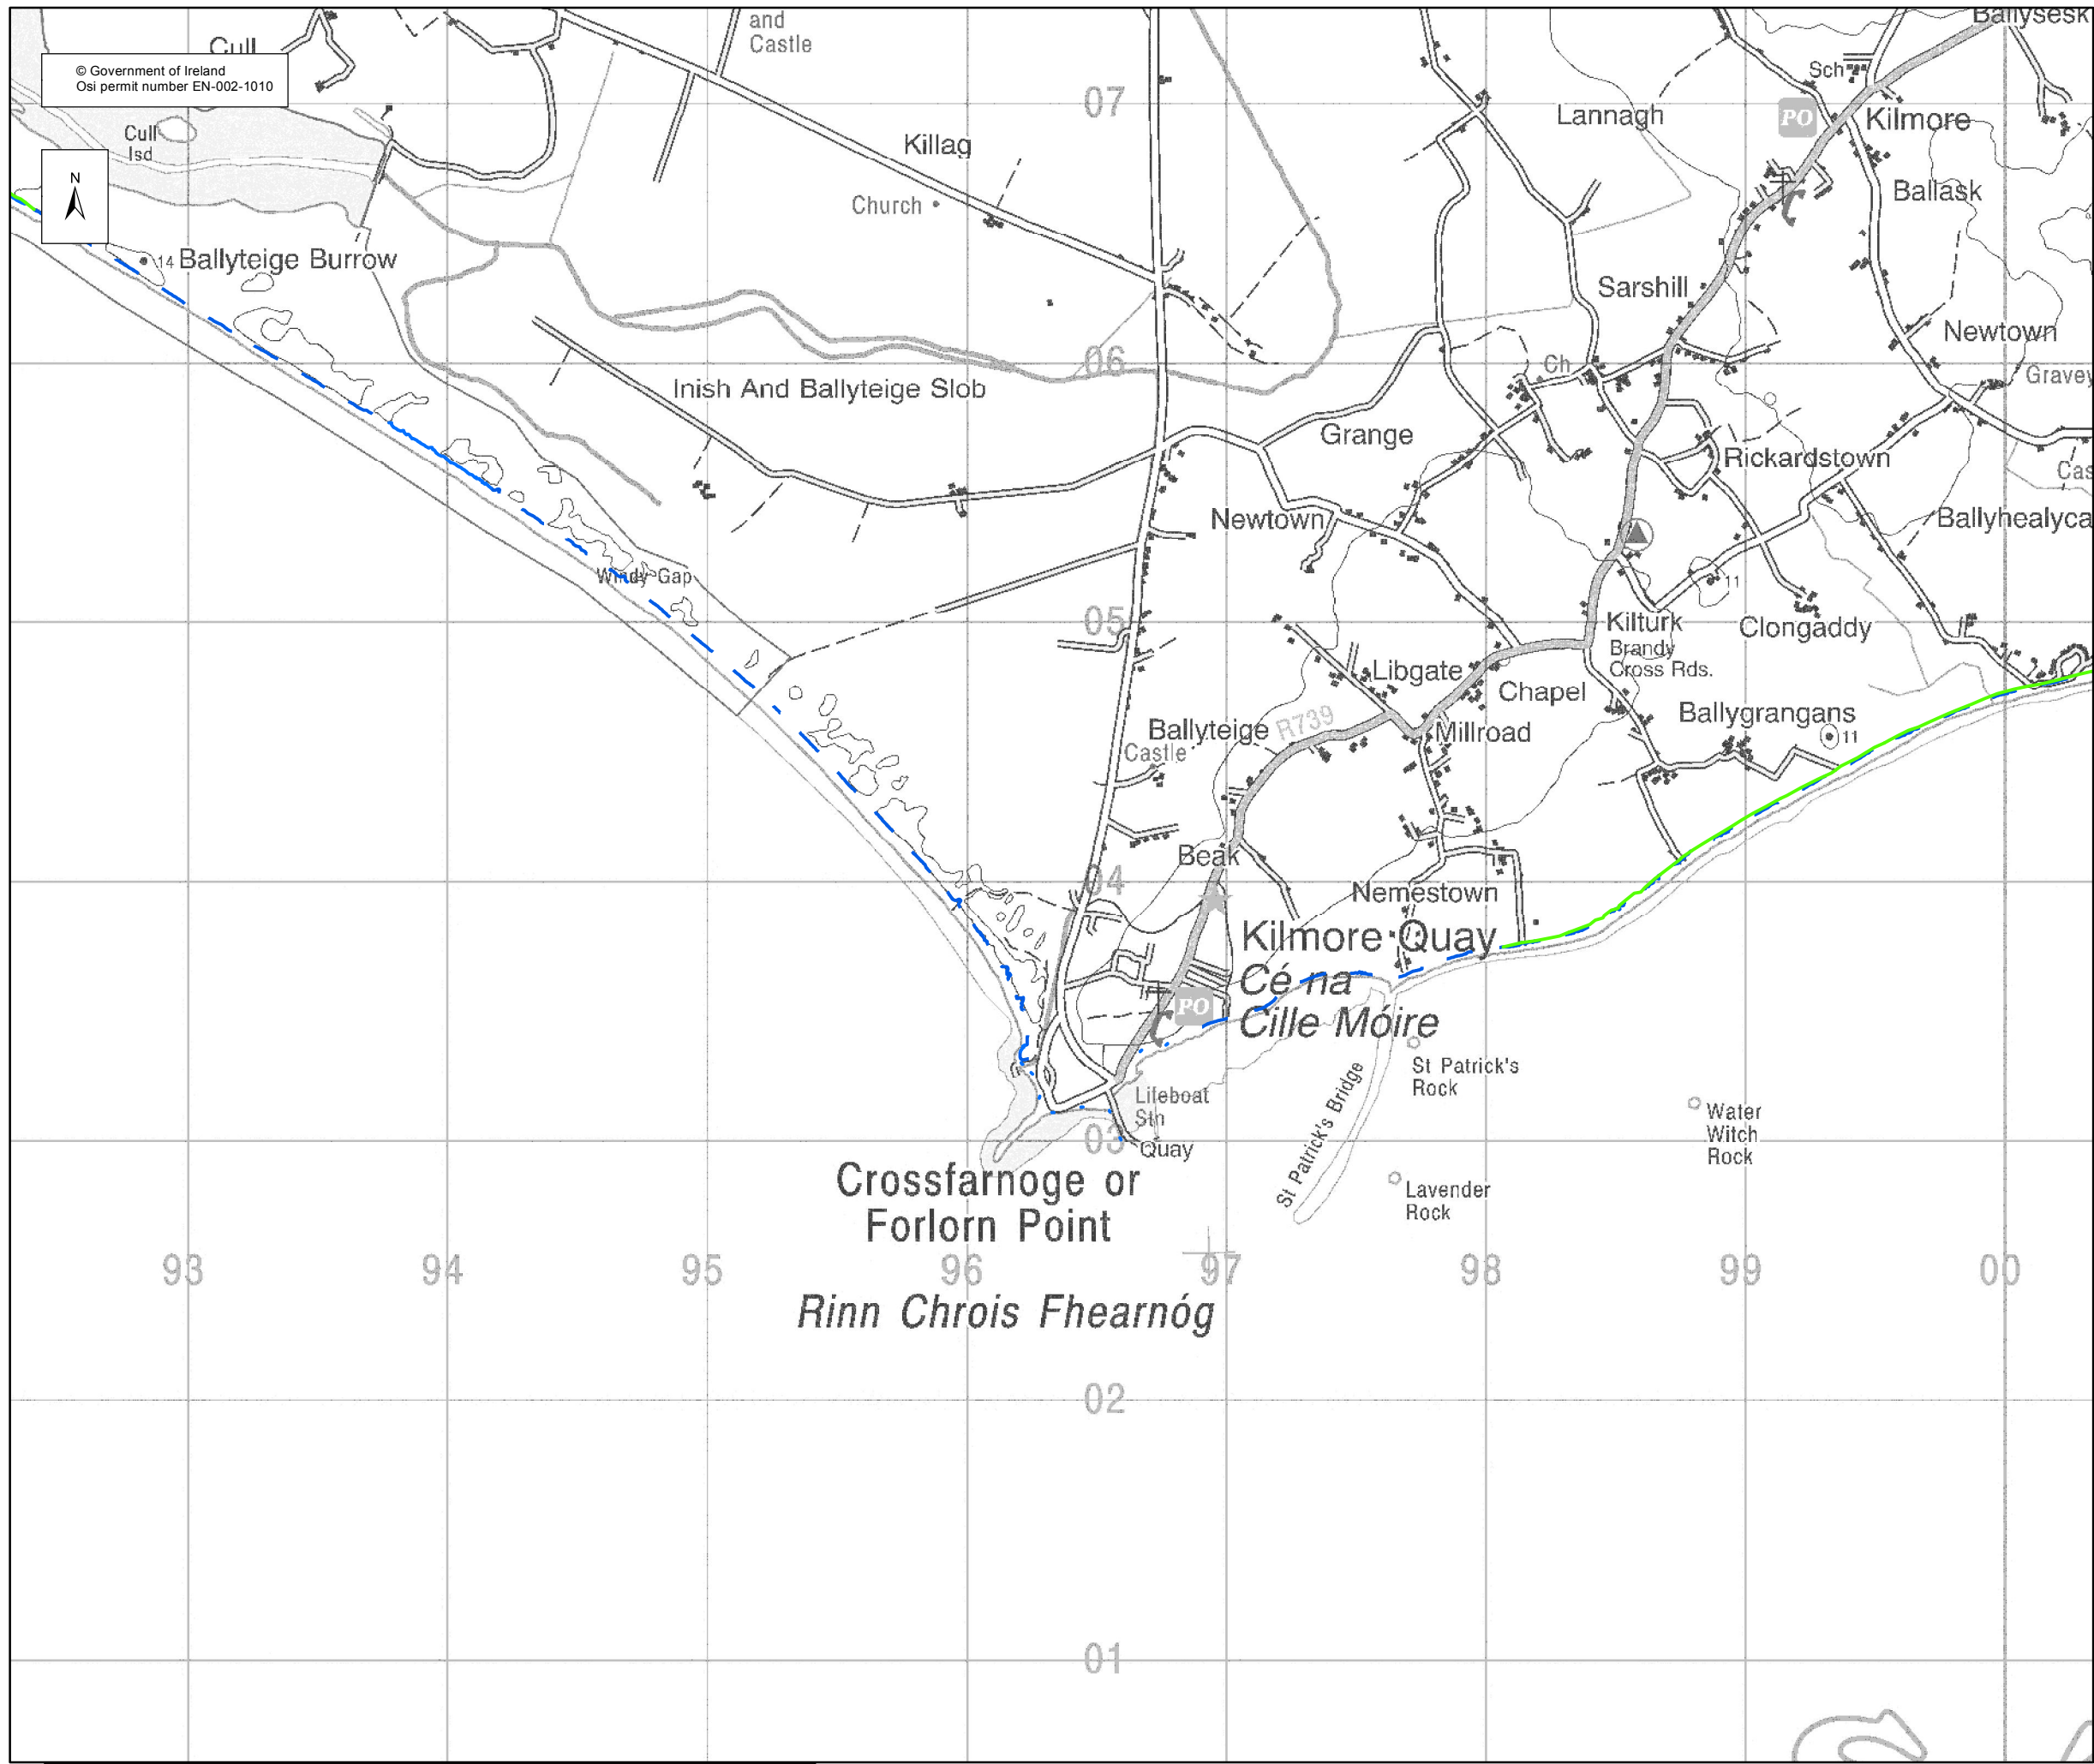 and
Castle
Ballysesk
Cull
© Government of Ireland
Osi permit number EN-002-1010
Sch
07
Lannagh
PO
Kilmore
Cull
Isd
Killag
N
Church
Ballask
14 Ballyteige Burrow
Sarshill
Newtown
06
Ch
Inish And Ballyteige Slob
Gravey
Grange
Rickardstown
Cas
Newtown
Ballyhealyca
Windy Gap
11
05
Kilturk
Clongaddy
Brandy
Cross Rds.
Libgate
Chapel
Ballygrangans
R739
Ballyteige
Millroad
11
Castle
Beak
04
Nemestown
Kilmore Quay
Cé na
Cille Móire
PO
St Patrick's
Rock
St Patrick's Bridge
Lifeboat
Stn
Water
Witch
Rock
03
Quay
Crossfarnoge or
Forlorn Point
Lavender
Rock
93
94
95
96
97
98
99
00
Rinn Chrois Fhearnóg
02
01